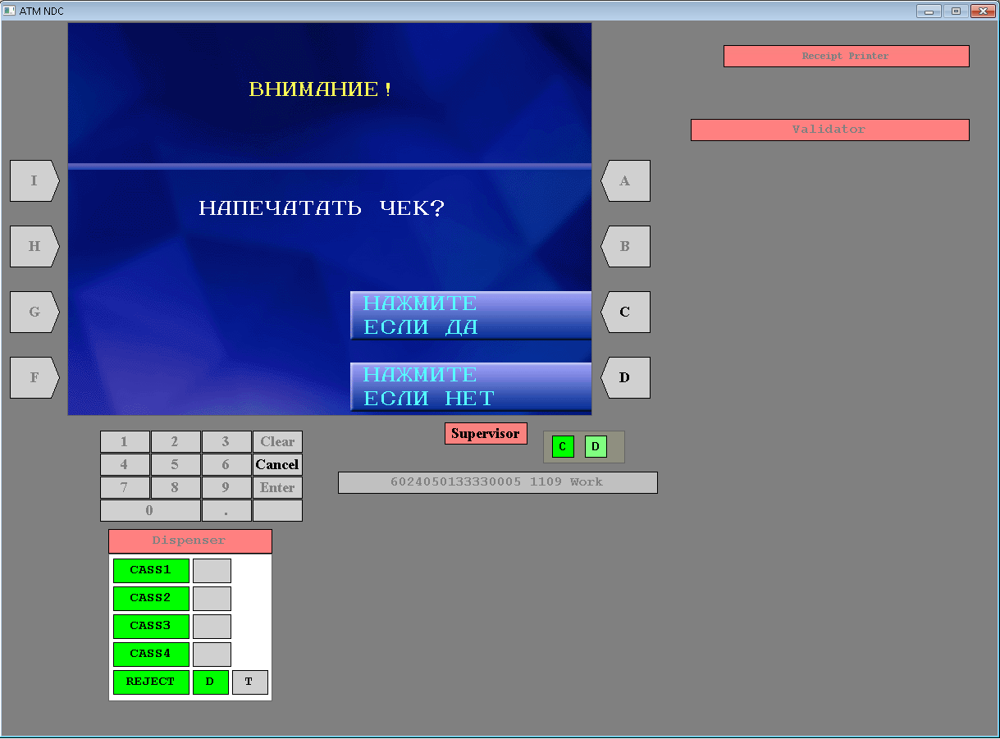 ATM NDC
ВНИМАНИЕ!
НАПЕЧАТАТЬ ЧЕК?
НАЖМИТЕ
ЕСЛИ ДА
НАЖМИТЕ
ЕСЛИ НЕТ
I
H
G
F
A
B
C
D
Receipt Printer
Validator
1 2 3 Clear
4 5 6 Cancel
7 8 9 Enter
0 .
Supervisor
C D
6024050133330005 1109 Work
Dispenser
CASS1
CASS2
CASS3
CASS4
REJECT D T